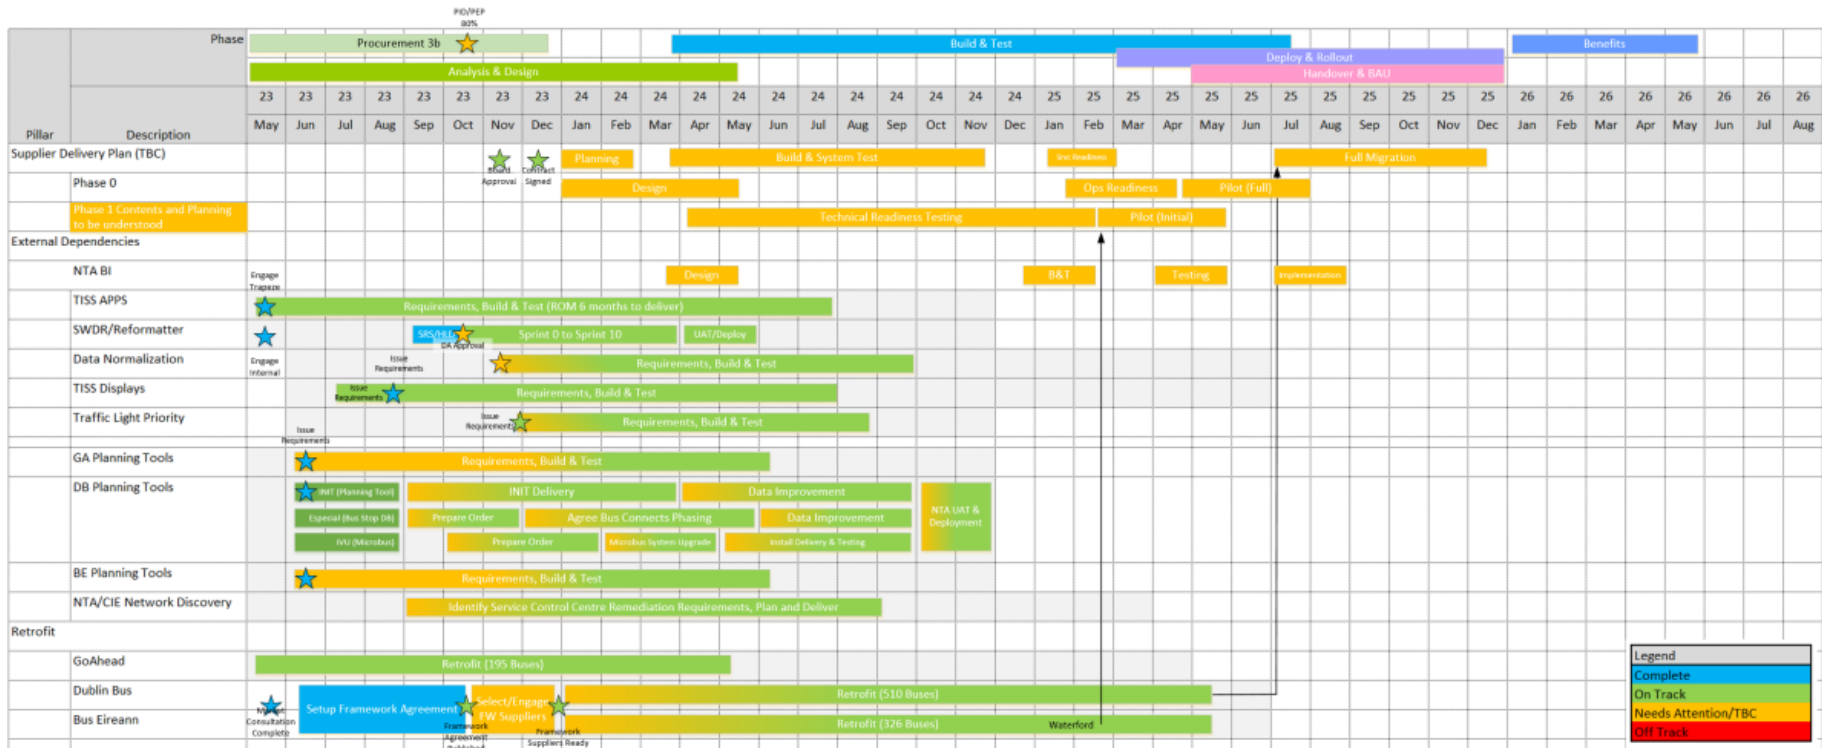 PID/PEP
80%
Phase
Procurement 3b
Build & Test
Benefits
Deploy & Rollout
Analysis & Design
Handover & BAU
23 23 23 23 23 23 23 23 24 24 24 24 24 24 24 24 24 24 24 24 25 25 25 25 25 25 25 25 25 25 25 25 26 26 26 26 26 26 26 26
Pillar Description May Jun Jul Aug Sep Oct Nov Dec Jan Feb Mar Apr May Jun Jul Aug Sep Oct Nov Dec Jan Feb Mar Apr May Jun Jul Aug Sep Oct Nov Dec Jan Feb Mar Apr May Jun Jul Aug
Supplier Delivery Plan (TBC)
Board
Approval
Contract
Signed
Planning
Build & System Test
Readiness
Full Migration
Phase 0
Design
Ops Readiness
Pilot (Full)
Phase 1 Contents and Planning
to be understood
Technical Readiness Testing
Pilot (Initial)
External Dependencies
NTA BI
Design
B&T
Testing
Implementation
Engage
Trapeze
TISS APPS
Requirements, Build & Test (ROM 6 months to deliver)
SWDR/Reformatter
SRS/HLD
Sprint 0 to Sprint 10
UAT/Deploy
DA Approval
Data Normalization
Engage
Internal
Issue
Requirements
Requirements, Build & Test
TISS Displays
Issue
Requirements
Requirements, Build & Test
Traffic Light Priority
Issue
Requirements
Requirements, Build & Test
Issue
Requirements
GA Planning Tools
Requirements, Build & Test
DB Planning Tools
INIT (Planning Tool)
INIT Delivery
Data Improvement
NTA UAT &
Deployment
Especial (Bus Stop DB)
Prepare Order
Agree Bus Connects Phasing
Data Improvement
IVU (Microbus)
Prepare Order
Microbus System Upgrade
Install Delivery & Testing
BE Planning Tools
Requirements, Build & Test
NTA/CIE Network Discovery
Identify Service Control Centre Remediation Requirements, Plan and Deliver
Retrofit
GoAhead
Retrofit (195 Buses)
Dublin Bus
Market
Consultation
Complete
Setup Framework Agreement
Select/Engage
FW Suppliers
Retrofit (510 Buses)
Bus Eireann
Framework
Agreement
Published
Framework
Suppliers Ready
Retrofit (326 Buses)
Waterford
Legend
Complete
On Track
Needs Attention/TBC
Off Track